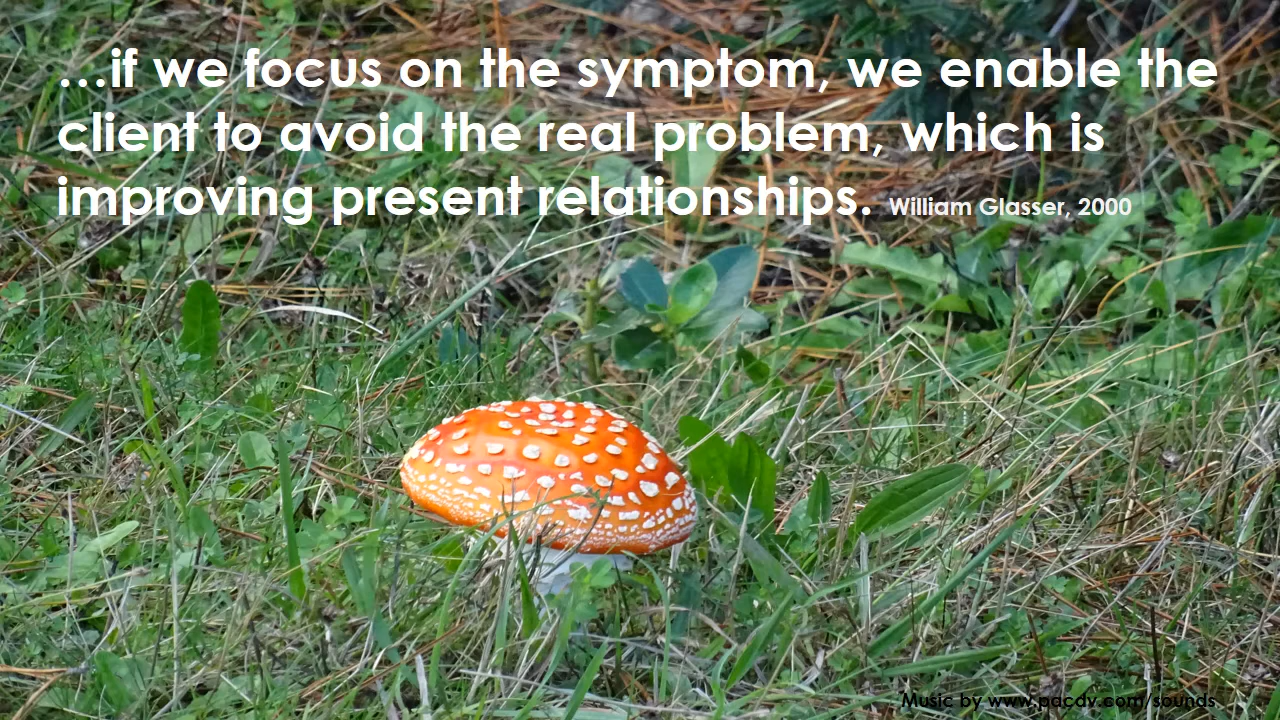 ...if we focus on the symptom, we enable the
client to avoid the real problem, which is
improving present relationships. William Glasser, 2000
Music by www.pacdv.com/sounds